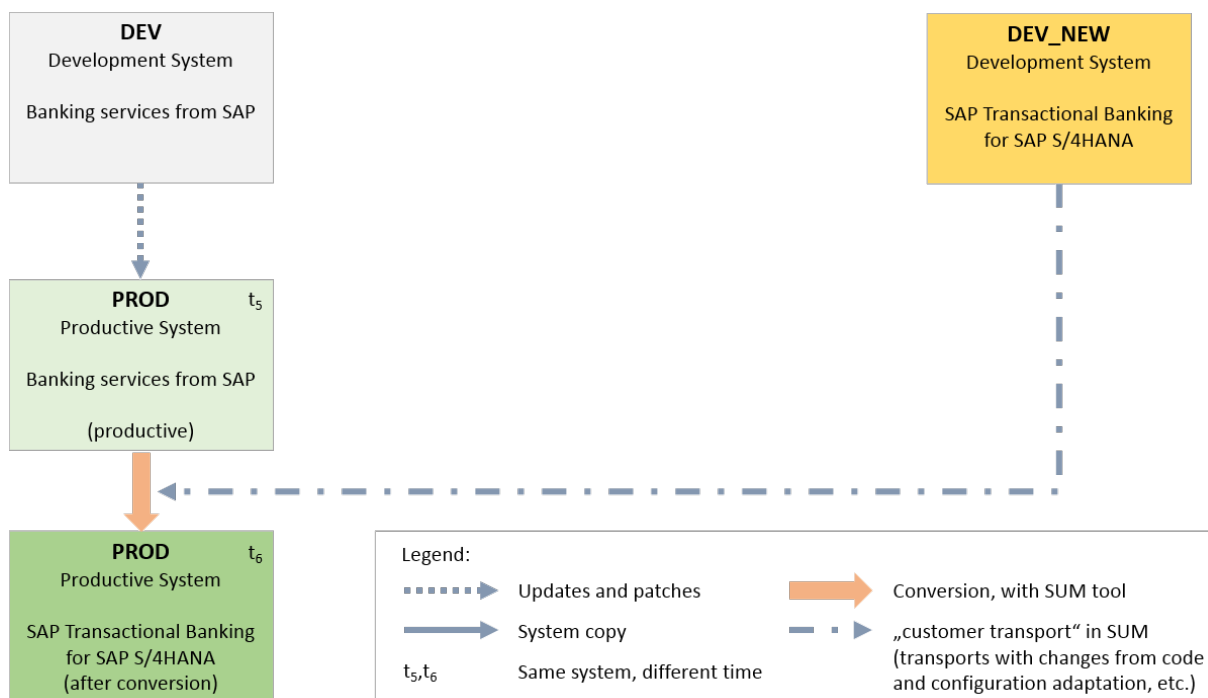 DEV
Development System
Banking services from SAP
DEV_NEW
Development System
SAP Transactional Banking
for SAP S/4HANA
PROD
t5
Productive System
Banking services from SAP
(productive)
PROD
t6
Productive System
SAP Transactional Banking
for SAP S/4HANA
(after conversion)
Legend:
Updates and patches
System copy
t5,t6
Same system, different time
Conversion, with SUM tool
„customer transport“ in SUM
(transports with changes from code
and configuration adaptation, etc.)